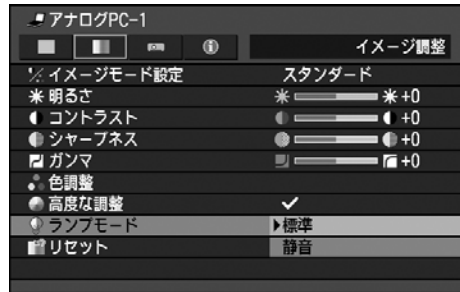 アナログPC-1
イメージ調整
イメージモード設定 スタンダード
明るさ +0
コントラスト +0
シャープネス +0
ガンマ +0
色調整
高度な調整
ランプモード 標準
リセット 静音